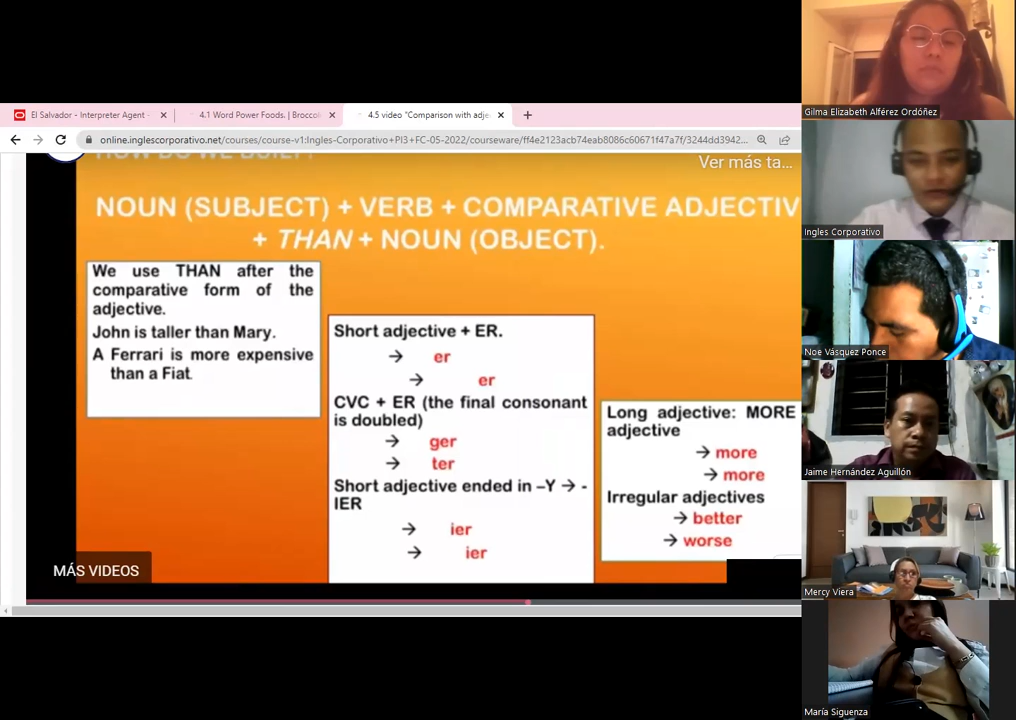 El Salvador - Interpreter Agent -
4.1 Word Power Foods. | Broccol
4.5 video "Comparison with adje
online.inglescorporativo.net/courses/course-v1:Ingles-Corporativo+PI3+FC-05-2022/courseware/ff4e2123acb74eab8086c60671f47a7f/3244dd3942...
HOW DO WE BUILT?
Ver más ta...
NOUN (SUBJECT) + VERB + COMPARATIVE ADJECTIV
+ THAN + NOUN (OBJECT).
We use THAN after the
comparative form of the
adjective.
John is taller than Mary.
A Ferrari is more expensive
than a Fiat.
Short adjective + ER.
→ er
→ er
CVC + ER (the final consonant
is doubled)
→ ger
→ ter
Short adjective ended in –Y → -
IER
→ ier
→ ier
Long adjective: MORE
adjective
→ more
→ more
Irregular adjectives
→ better
→ worse
MÁS VIDEOS
Gilma Elizabeth Alférez Ordóñez
Ingles Corporativo
Noe Vásquez Ponce
Jaime Hernández Aguillón
Mercy Viera
María Siguenza